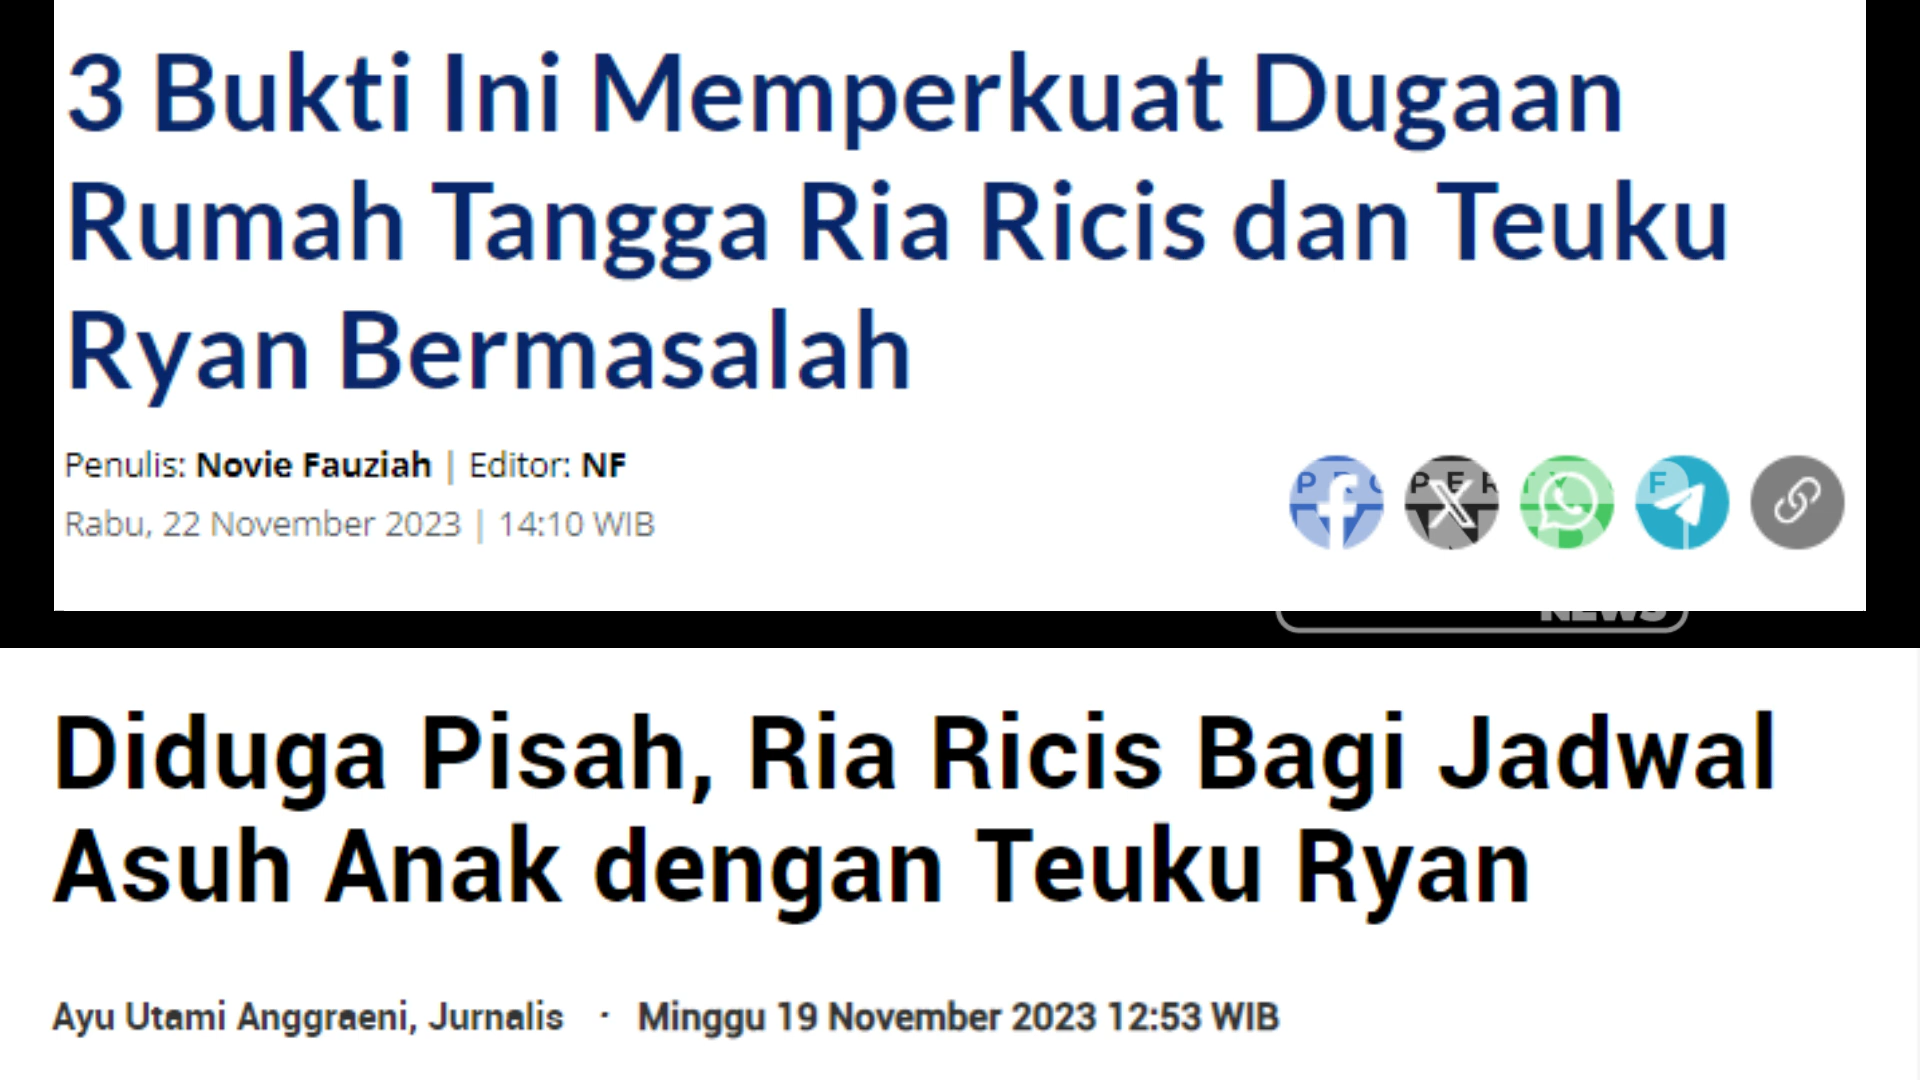 3 Bukti Ini Memperkuat Dugaan
Rumah Tangga Ria Ricis dan Teuku
Ryan Bermasalah
Penulis: Novie Fauziah | Editor: NF
Rabu, 22 November 2023 | 14:10 WIB
NEWS
Diduga Pisah, Ria Ricis Bagi Jadwal
Asuh Anak dengan Teuku Ryan
Ayu Utami Anggraeni, Jurnalis · Minggu 19 November 2023 12:53 WIB